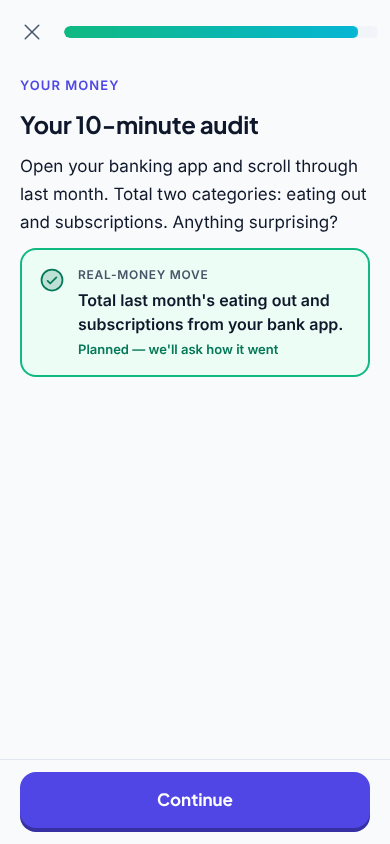 YOUR MONEY
Your 10-minute audit
Open your banking app and scroll through
last month. Total two categories: eating out
and subscriptions. Anything surprising?
REAL-MONEY MOVE
Total last month's eating out and
subscriptions from your bank app.
Planned — we'll ask how it went
Continue